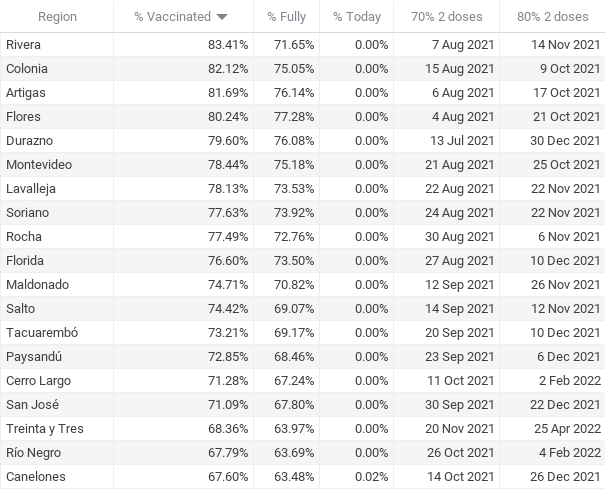 Region % Vaccinated % Fully % Today 70% 2 doses 80% 2 doses
Rivera 83.41% 71.65% 0.00% 7 Aug 2021 14 Nov 2021
Colonia 82.12% 75.05% 0.00% 15 Aug 2021 9 Oct 2021
Artigas 81.69% 76.14% 0.00% 6 Aug 2021 17 Oct 2021
Flores 80.24% 77.28% 0.00% 4 Aug 2021 21 Oct 2021
Durazno 79.60% 76.08% 0.00% 13 Jul 2021 30 Dec 2021
Montevideo 78.44% 75.18% 0.00% 21 Aug 2021 25 Oct 2021
Lavalleja 78.13% 73.53% 0.00% 22 Aug 2021 22 Nov 2021
Soriano 77.63% 73.92% 0.00% 24 Aug 2021 22 Nov 2021
Rocha 77.49% 72.76% 0.00% 30 Aug 2021 6 Nov 2021
Florida 76.60% 73.50% 0.00% 27 Aug 2021 10 Dec 2021
Maldonado 74.71% 70.82% 0.00% 12 Sep 2021 26 Nov 2021
Salto 74.42% 69.07% 0.00% 14 Sep 2021 12 Nov 2021
Tacuarembó 73.21% 69.17% 0.00% 20 Sep 2021 10 Dec 2021
Paysandú 72.85% 68.46% 0.00% 23 Sep 2021 6 Dec 2021
Cerro Largo 71.28% 67.24% 0.00% 11 Oct 2021 2 Feb 2022
San José 71.09% 67.80% 0.00% 30 Sep 2021 22 Dec 2021
Treinta y Tres 68.36% 63.97% 0.00% 20 Nov 2021 25 Apr 2022
Río Negro 67.79% 63.69% 0.00% 26 Oct 2021 4 Feb 2022
Canelones 67.60% 63.48% 0.02% 14 Oct 2021 26 Dec 2021